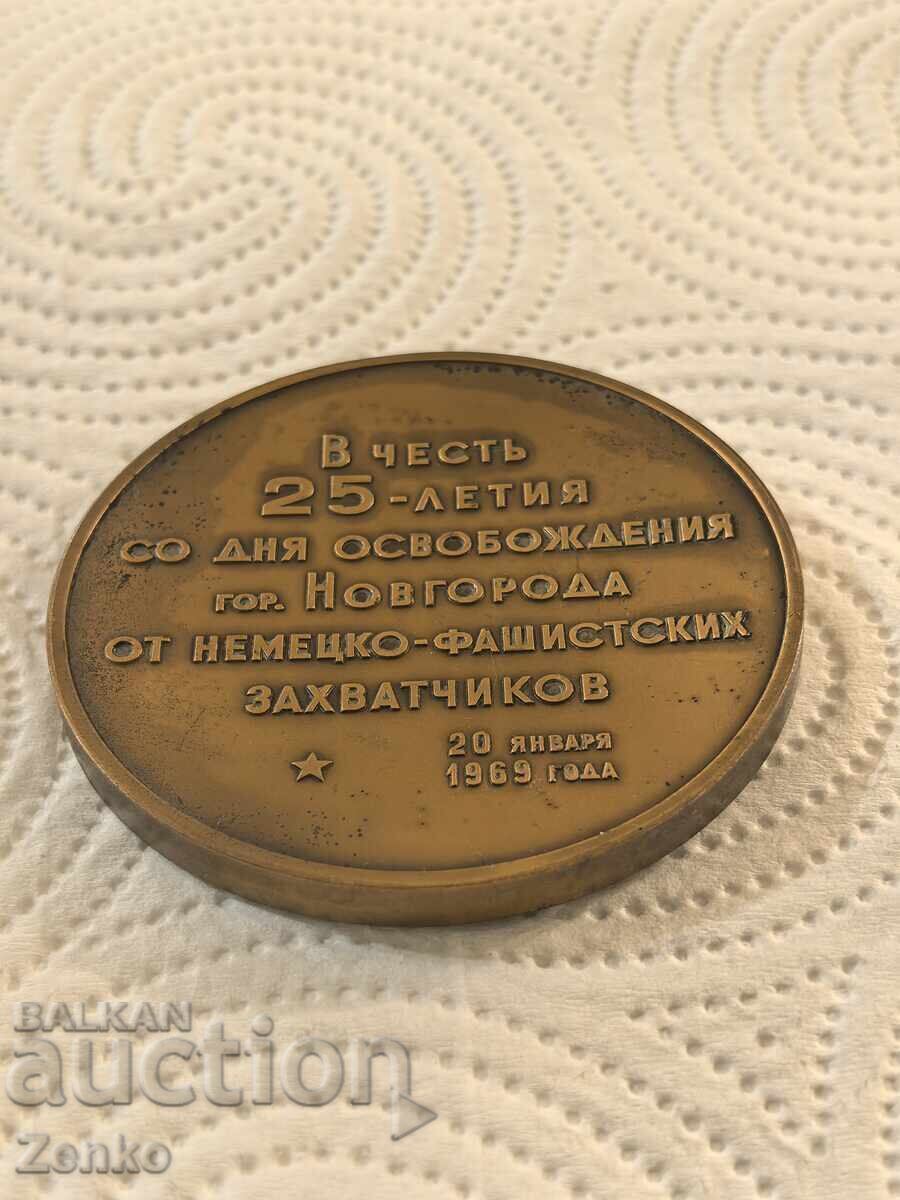 В ЧЕСТЬ
25-ЛЕТИЯ
СО ДНЯ ОСВОБОЖДЕНИЯ
ГОР. НОВГОРОДА
ОТ НЕМЕЦКО-ФАШИСТСКИХ
ЗАХВАТЧИКОВ
20 ЯНВАРЯ
1969 ГОДА
BALKAN
auction
Zenko